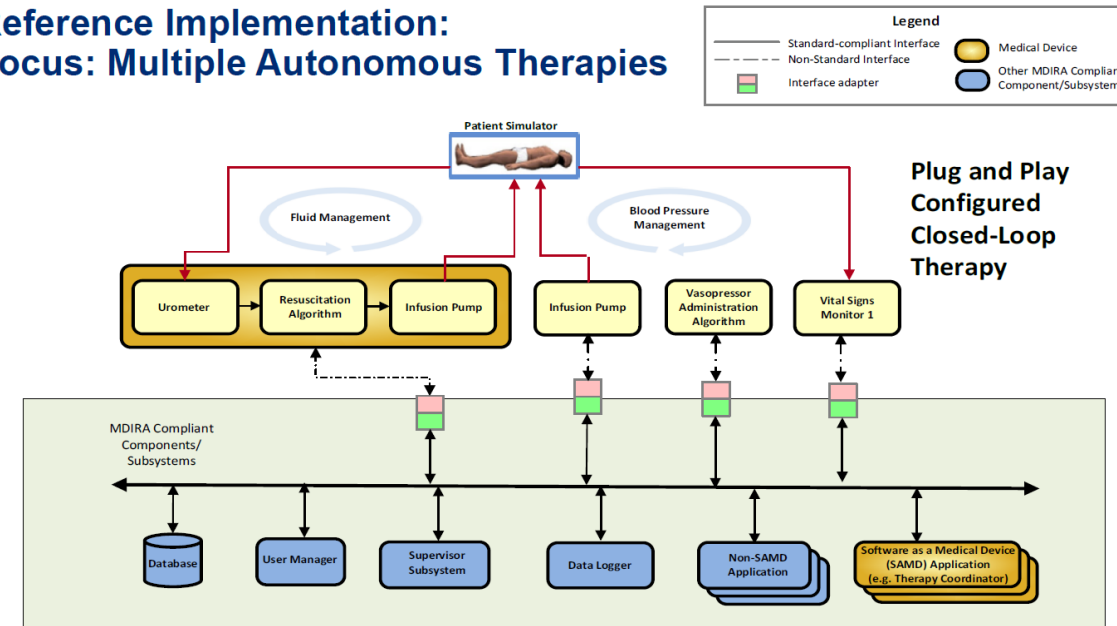 eference Implementation:
ocus: Multiple Autonomous Therapies
Legend
Standard-compliant Interface
Non-Standard Interface
Interface adapter
Medical Device
Other MDIRA Complian
Component/Subsystem
Patient Simulator
Fluid Management
Blood Pressure
Management
Plug and Play
Configured
Closed-Loop
Therapy
Urometer
Resuscitation
Algorithm
Infusion Pump
Infusion Pump
Vasopressor
Administration
Algorithm
Vital Signs
Monitor 1
MDIRA Compliant
Components/
Subsystems
Database
User Manager
Supervisor
Subsystem
Data Logger
Non-SAMD
Application
Software as a Medical Device
(SAMD) Application
(e.g. Therapy Coordinator)